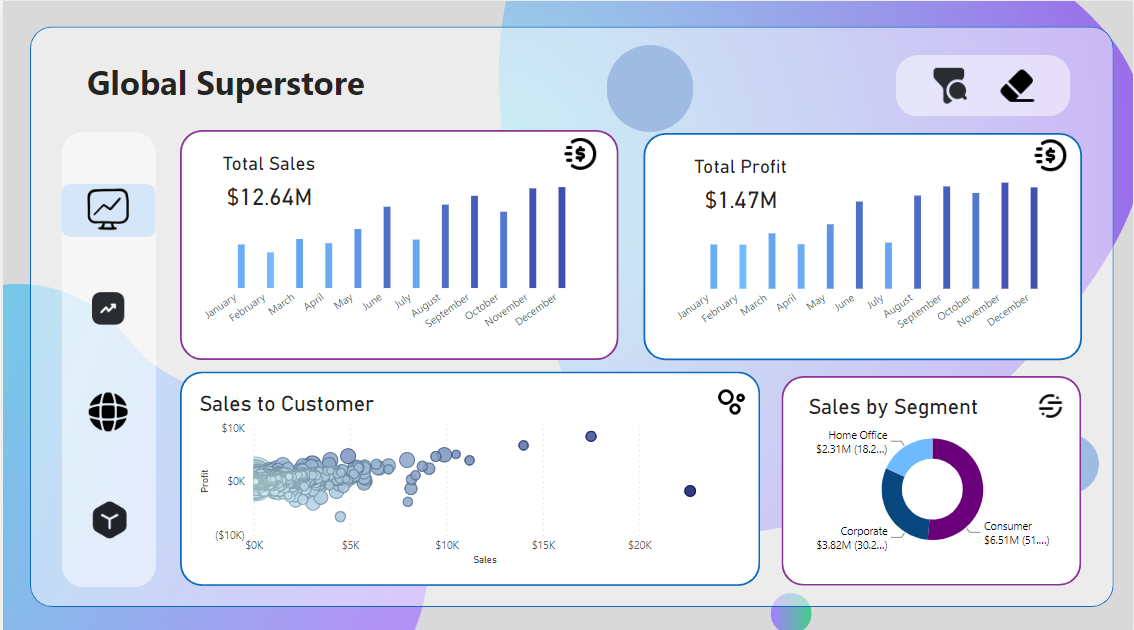 Global Superstore
Total Sales
$12.64M
January
February
March
April
May
June
July
August
September
October
November
December
Total Profit
$1.47M
January
February
March
April
May
June
July
August
September
October
November
December
Sales to Customer
$10K
$0K
($10K)
Profit
$0K
$5K
$10K
$15K
$20K
Sales
Sales by Segment
Home Office
$2.31M (18.2...)
Corporate
$3.82M (30.2...)
Consumer
$6.51M (51....)